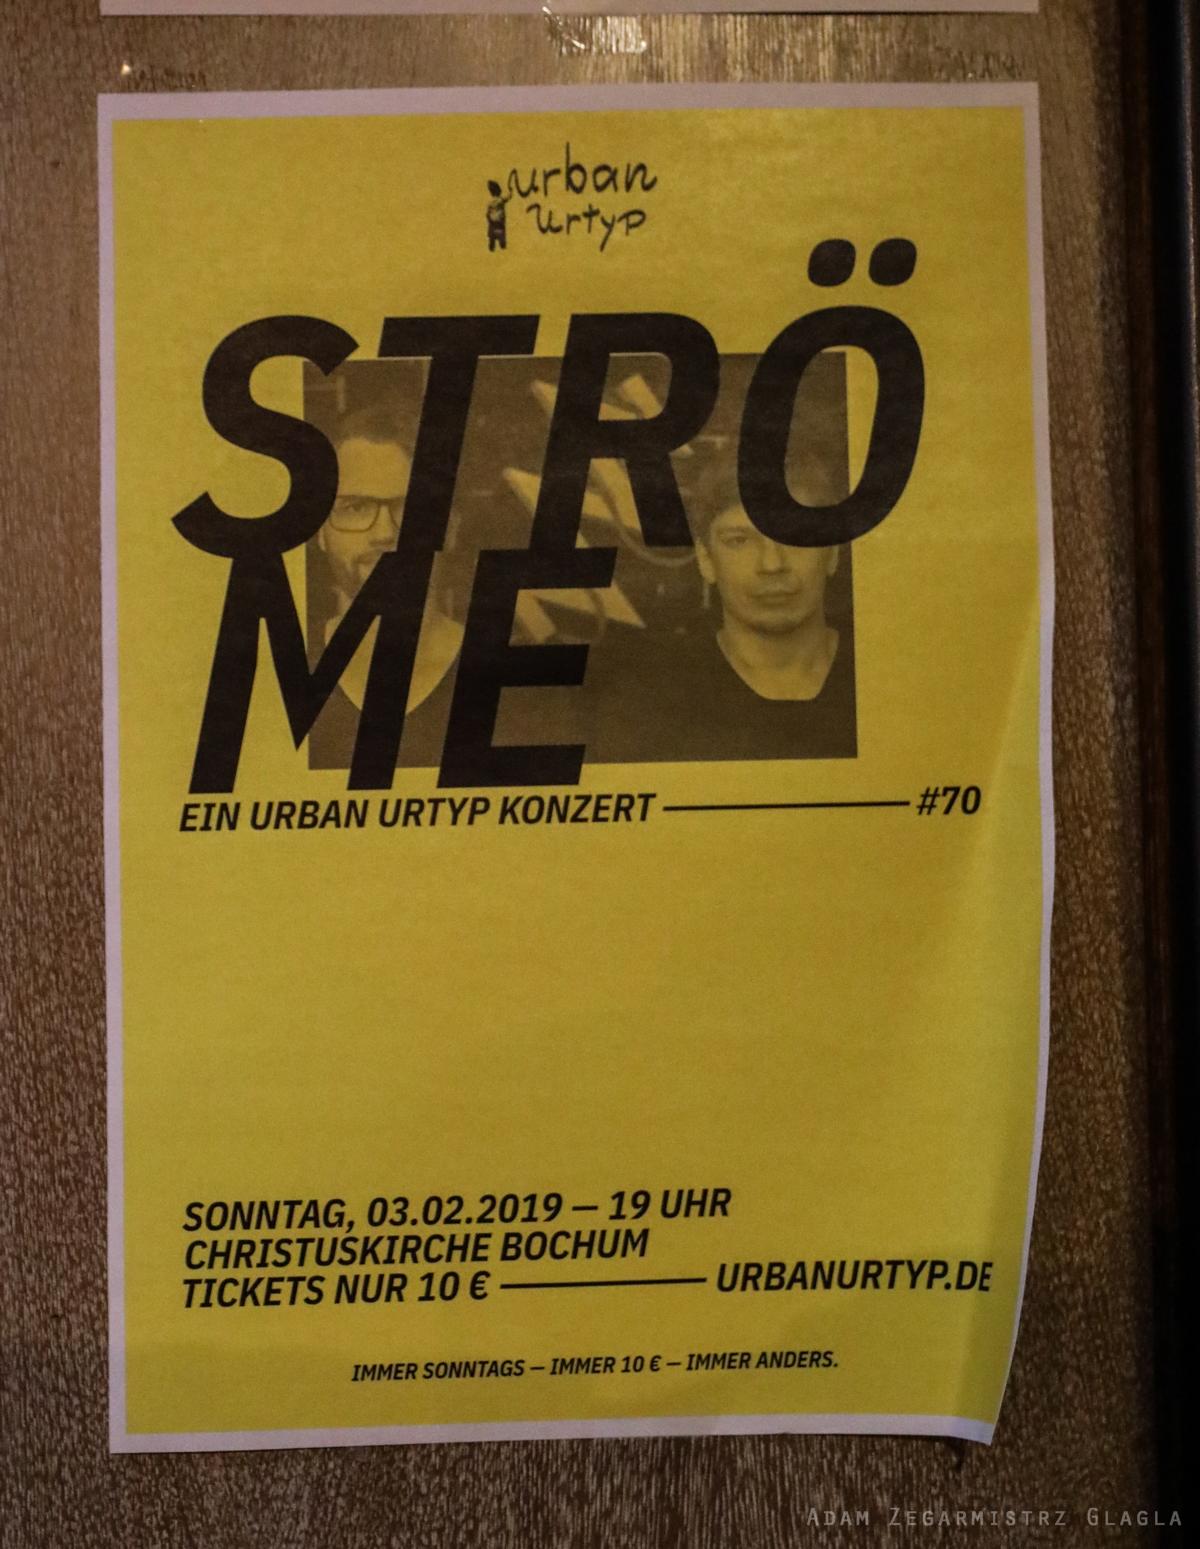 urban
urtyp
STRÖ
ME
EIN URBAN URTYP KONZERT — #70
SONNTAG, 03.02.2019 — 19 UHR
CHRISTUSKIRCHE BOCHUM
TICKETS NUR 10 € — URBANURTYP.DE
IMMER SONNTAGS — IMMER 10 € — IMMER ANDERS.
ADAM ZEGARMISTRZ GLAGLA